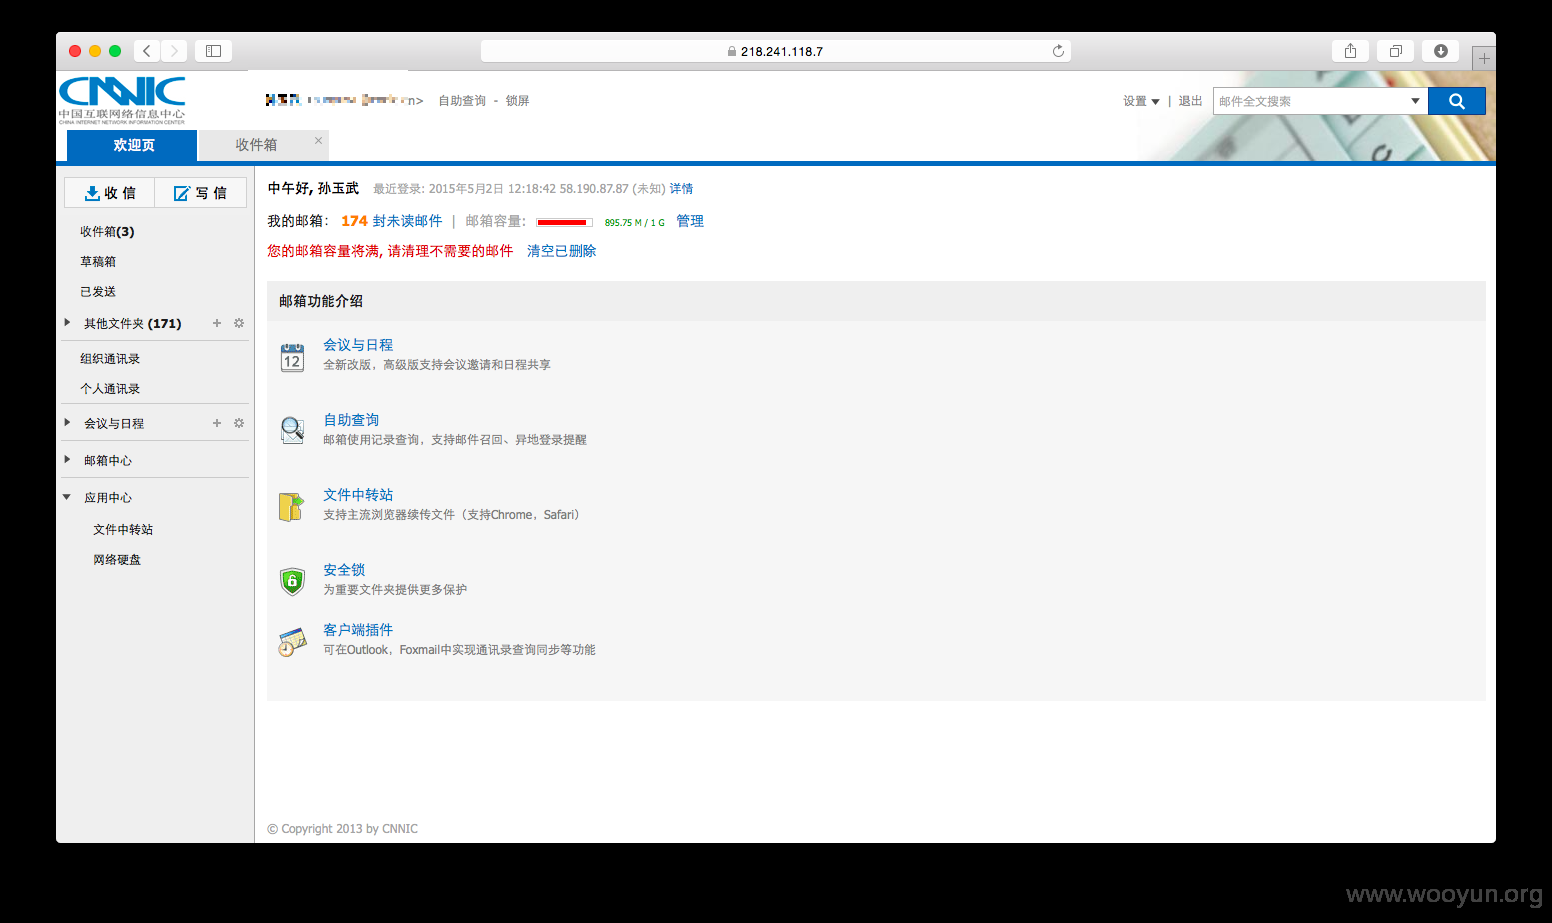 218.241.118.7
CNNIC
中国互联网络信息中心
CHINA INTERNET NETWORK INFORMATION CENTER
n> 自助查询 - 锁屏
设置 | 退出 邮件全文搜索
欢迎页 收件箱
收信 写信
收件箱(3)
草稿箱
已发送
其他文件夹 (171)
组织通讯录
个人通讯录
会议与日程
邮箱中心
应用中心
文件中转站
网络硬盘
中午好, 孙玉武 最近登录: 2015年5月2日 12:18:42 58.190.87.87 (未知) 详情
我的邮箱: 174 封未读邮件 | 邮箱容量: 895.75 M / 1 G 管理
您的邮箱容量将满, 请清理不需要的邮件 清空已删除
邮箱功能介绍
12
会议与日程
全新改版，高级版支持会议邀请和日程共享
自助查询
邮箱使用记录查询，支持邮件召回、异地登录提醒
文件中转站
支持主流浏览器续传文件（支持Chrome，Safari）
安全锁
为重要文件夹提供更多保护
客户端插件
可在Outlook，Foxmail中实现通讯录查询同步等功能
© Copyright 2013 by CNNIC
www.wooyun.org